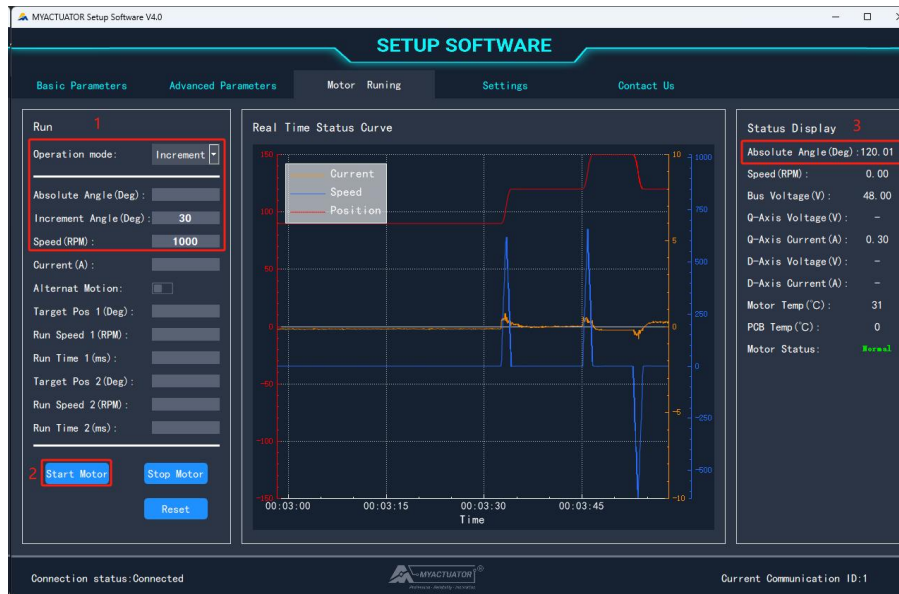 MYACTUATOR Setup Software V4.0
SETUP SOFTWARE
Basic Parameters
Advanced Parameters
Motor Runing
Settings
Contact Us
Run
1
Operation mode: Increment
Absolute Angle(Deg):
Increment Angle(Deg): 30
Speed(RPM): 1000
Current(A):
Alternat Motion:
Target Pos 1(Deg):
Run Speed 1(RPM):
Run Time 1(ms):
Target Pos 2(Deg):
Run Speed 2(RPM):
Run Time 2(ms):
2
Start Motor
Stop Motor
Reset
Real Time Status Curve
Current
Speed
Position
150
100
50
0
-50
-100
-150
10
5
0
-5
-10
1000
750
500
250
0
-250
-500
00:03:00
00:03:15
00:03:30
00:03:45
Time
Status Display
3
Absolute Angle(Deg):120.01
Speed(RPM): 0.00
Bus Voltage(V): 48.00
Q-Axis Voltage(V): -
Q-Axis Current(A): 0.30
D-Axis Voltage(V): -
D-Axis Current(A): -
Motor Temp(℃): 31
PCB Temp(℃): 0
Motor Status: Normal
Connection status:Connected
MYACTUATOR®
Current Communication ID:1